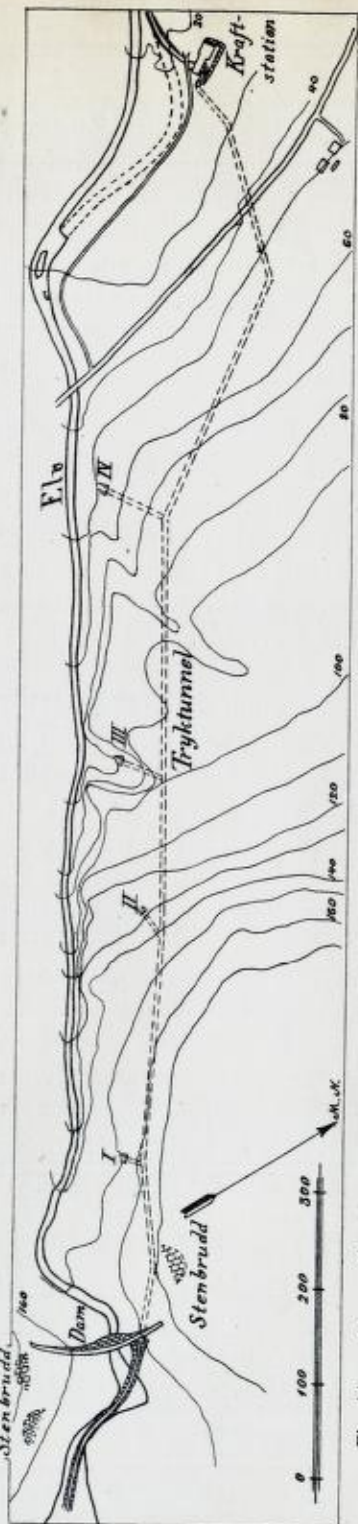 20
Kraft-
station
40
60
80
100
120
140
160
Elv
IV
III
II
I
Tryktunnel
Stenbrudd
Dam
160
Stenbrudd
M.N.
0 100 200 300